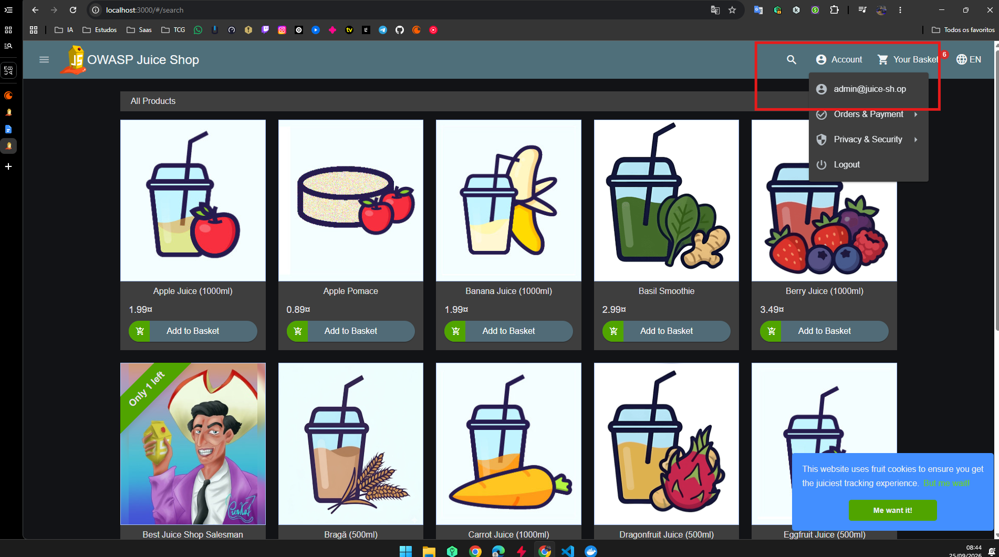 localhost:3000/#/search
IA
Estudos
Saas
TCG
tv
Todos os favoritos
JS
OWASP Juice Shop
Account
Your Basket
6
EN
admin@juice-sh.op
Orders & Payment
Privacy & Security
Logout
All Products
Apple Juice (1000ml)
1.99¤
Add to Basket
Apple Pomace
0.89¤
Add to Basket
Banana Juice (1000ml)
1.99¤
Add to Basket
Basil Smoothie
2.99¤
Add to Basket
Berry Juice (1000ml)
3.49¤
Add to Basket
Only 1 left
Best Juice Shop Salesman
Bragă (500ml)
Carrot Juice (1000ml)
Dragonfruit Juice (500ml)
Eggfruit Juice (500ml)
This website uses fruit cookies to ensure you get
the juiciest tracking experience. But me wait!
Me want it!
08:44
25/09/2026